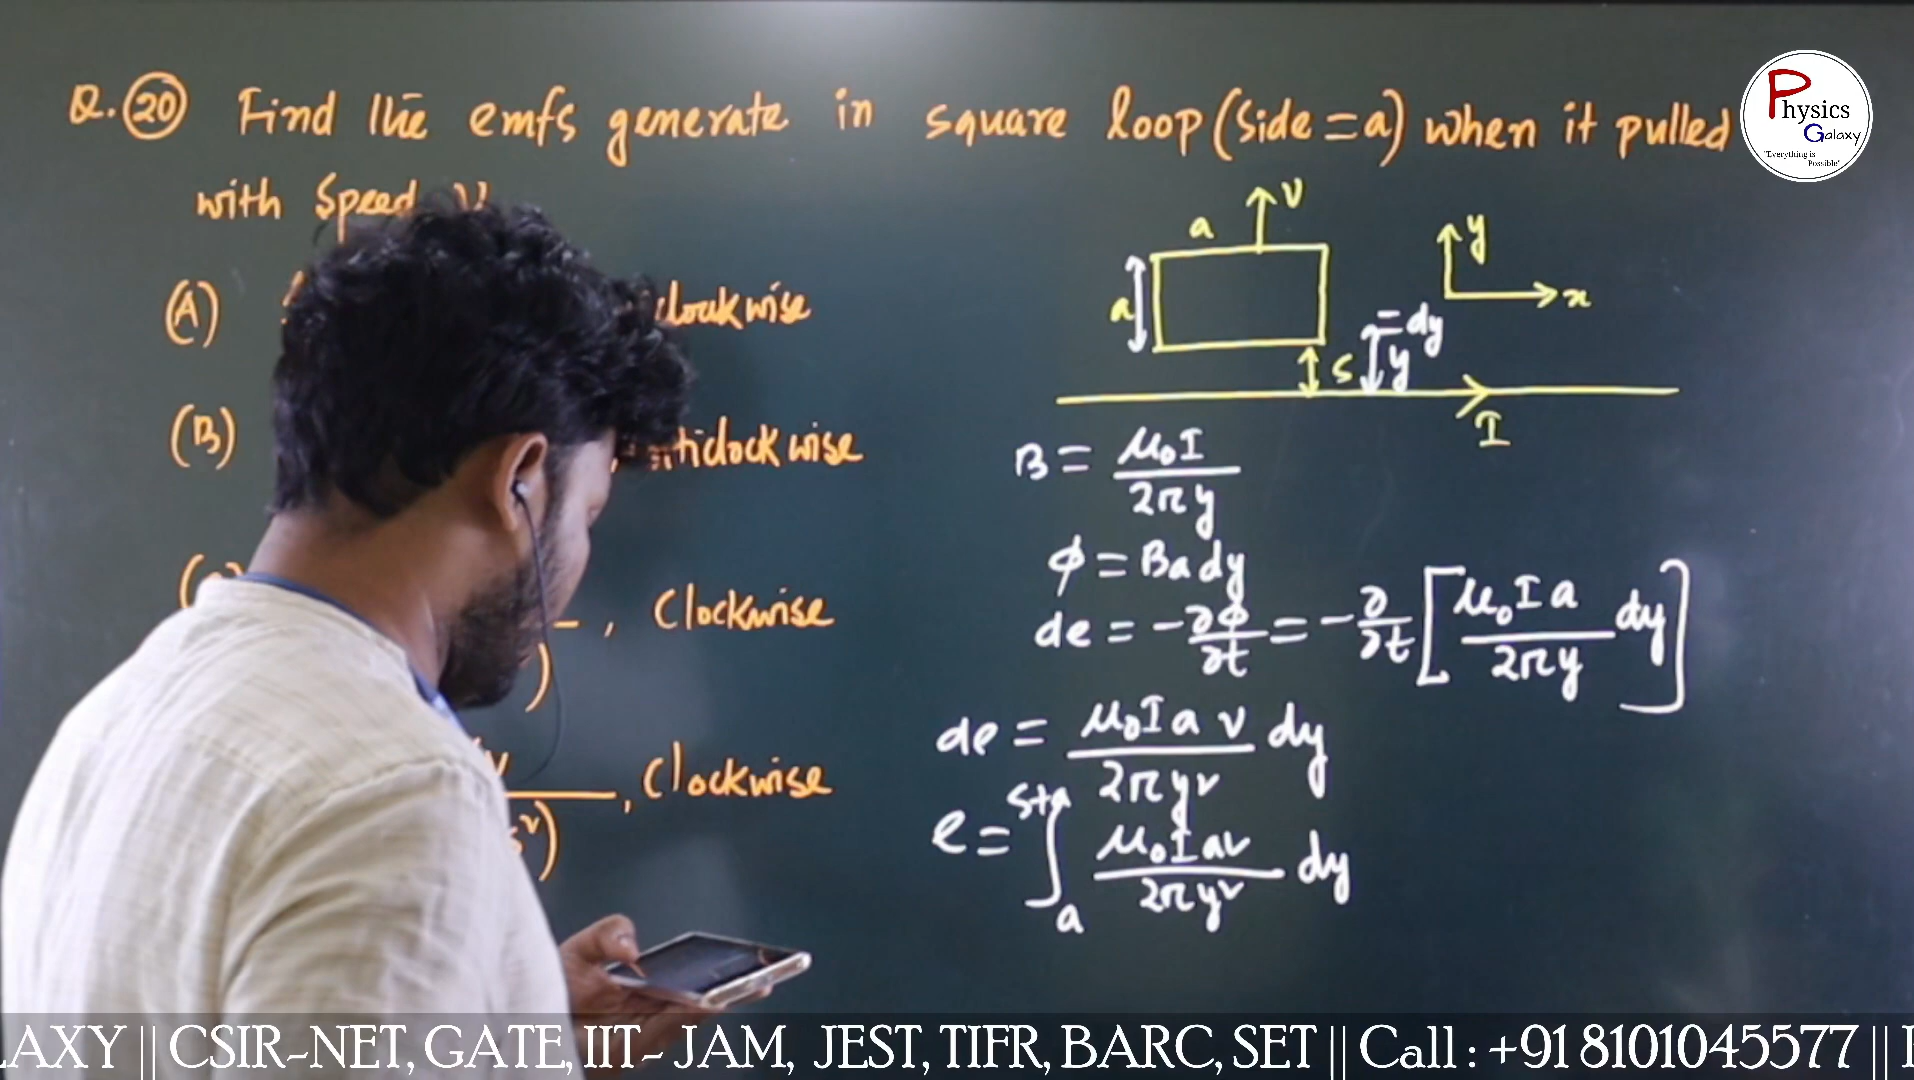 Q. 20 Find the emfs generate in square loop (side = a) when it pulled
with speed v
(A) clockwise
(B) anticlockwise
, Clockwise
, Clockwise
v
a
a
y
x
dy
y
s
I
B = μ₀I / 2πy
ϕ = Ba dy
de = -∂Φ/∂t = -∂/∂t [μ₀Ia / 2πy dy]
de = μ₀Iav / 2πy² dy
e = ∫ₐˢ⁺ᵃ μ₀Iav / 2πy² dy
Physics
Galaxy
"Everything is
Possible"
LAXY || CSIR-NET, GATE, IIT-JAM, JEST, TIFR, BARC, SET || Call : +91 8101045577 ||